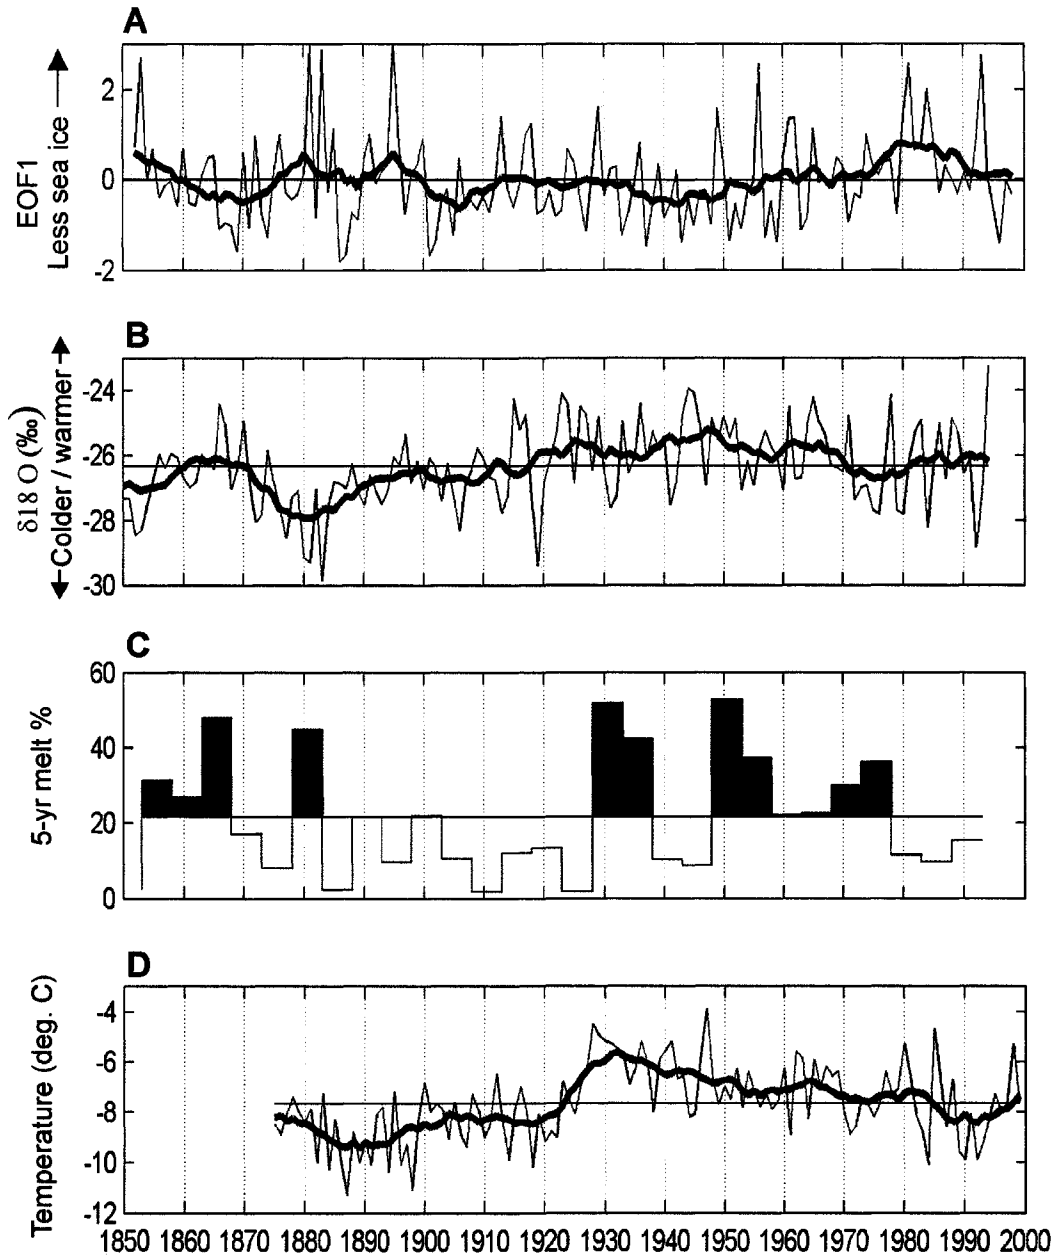 A
EOF1
Less sea ice →
2
0
-2
B
δ18 O (‰)
←Colder / warmer→
-24
-26
-28
-30
C
5-yr melt %
60
40
20
0
D
Temperature (deg. C)
-4
-6
-8
-10
-12
1850 1860 1870 1880 1890 1900 1910 1920 1930 1940 1950 1960 1970 1980 1990 2000